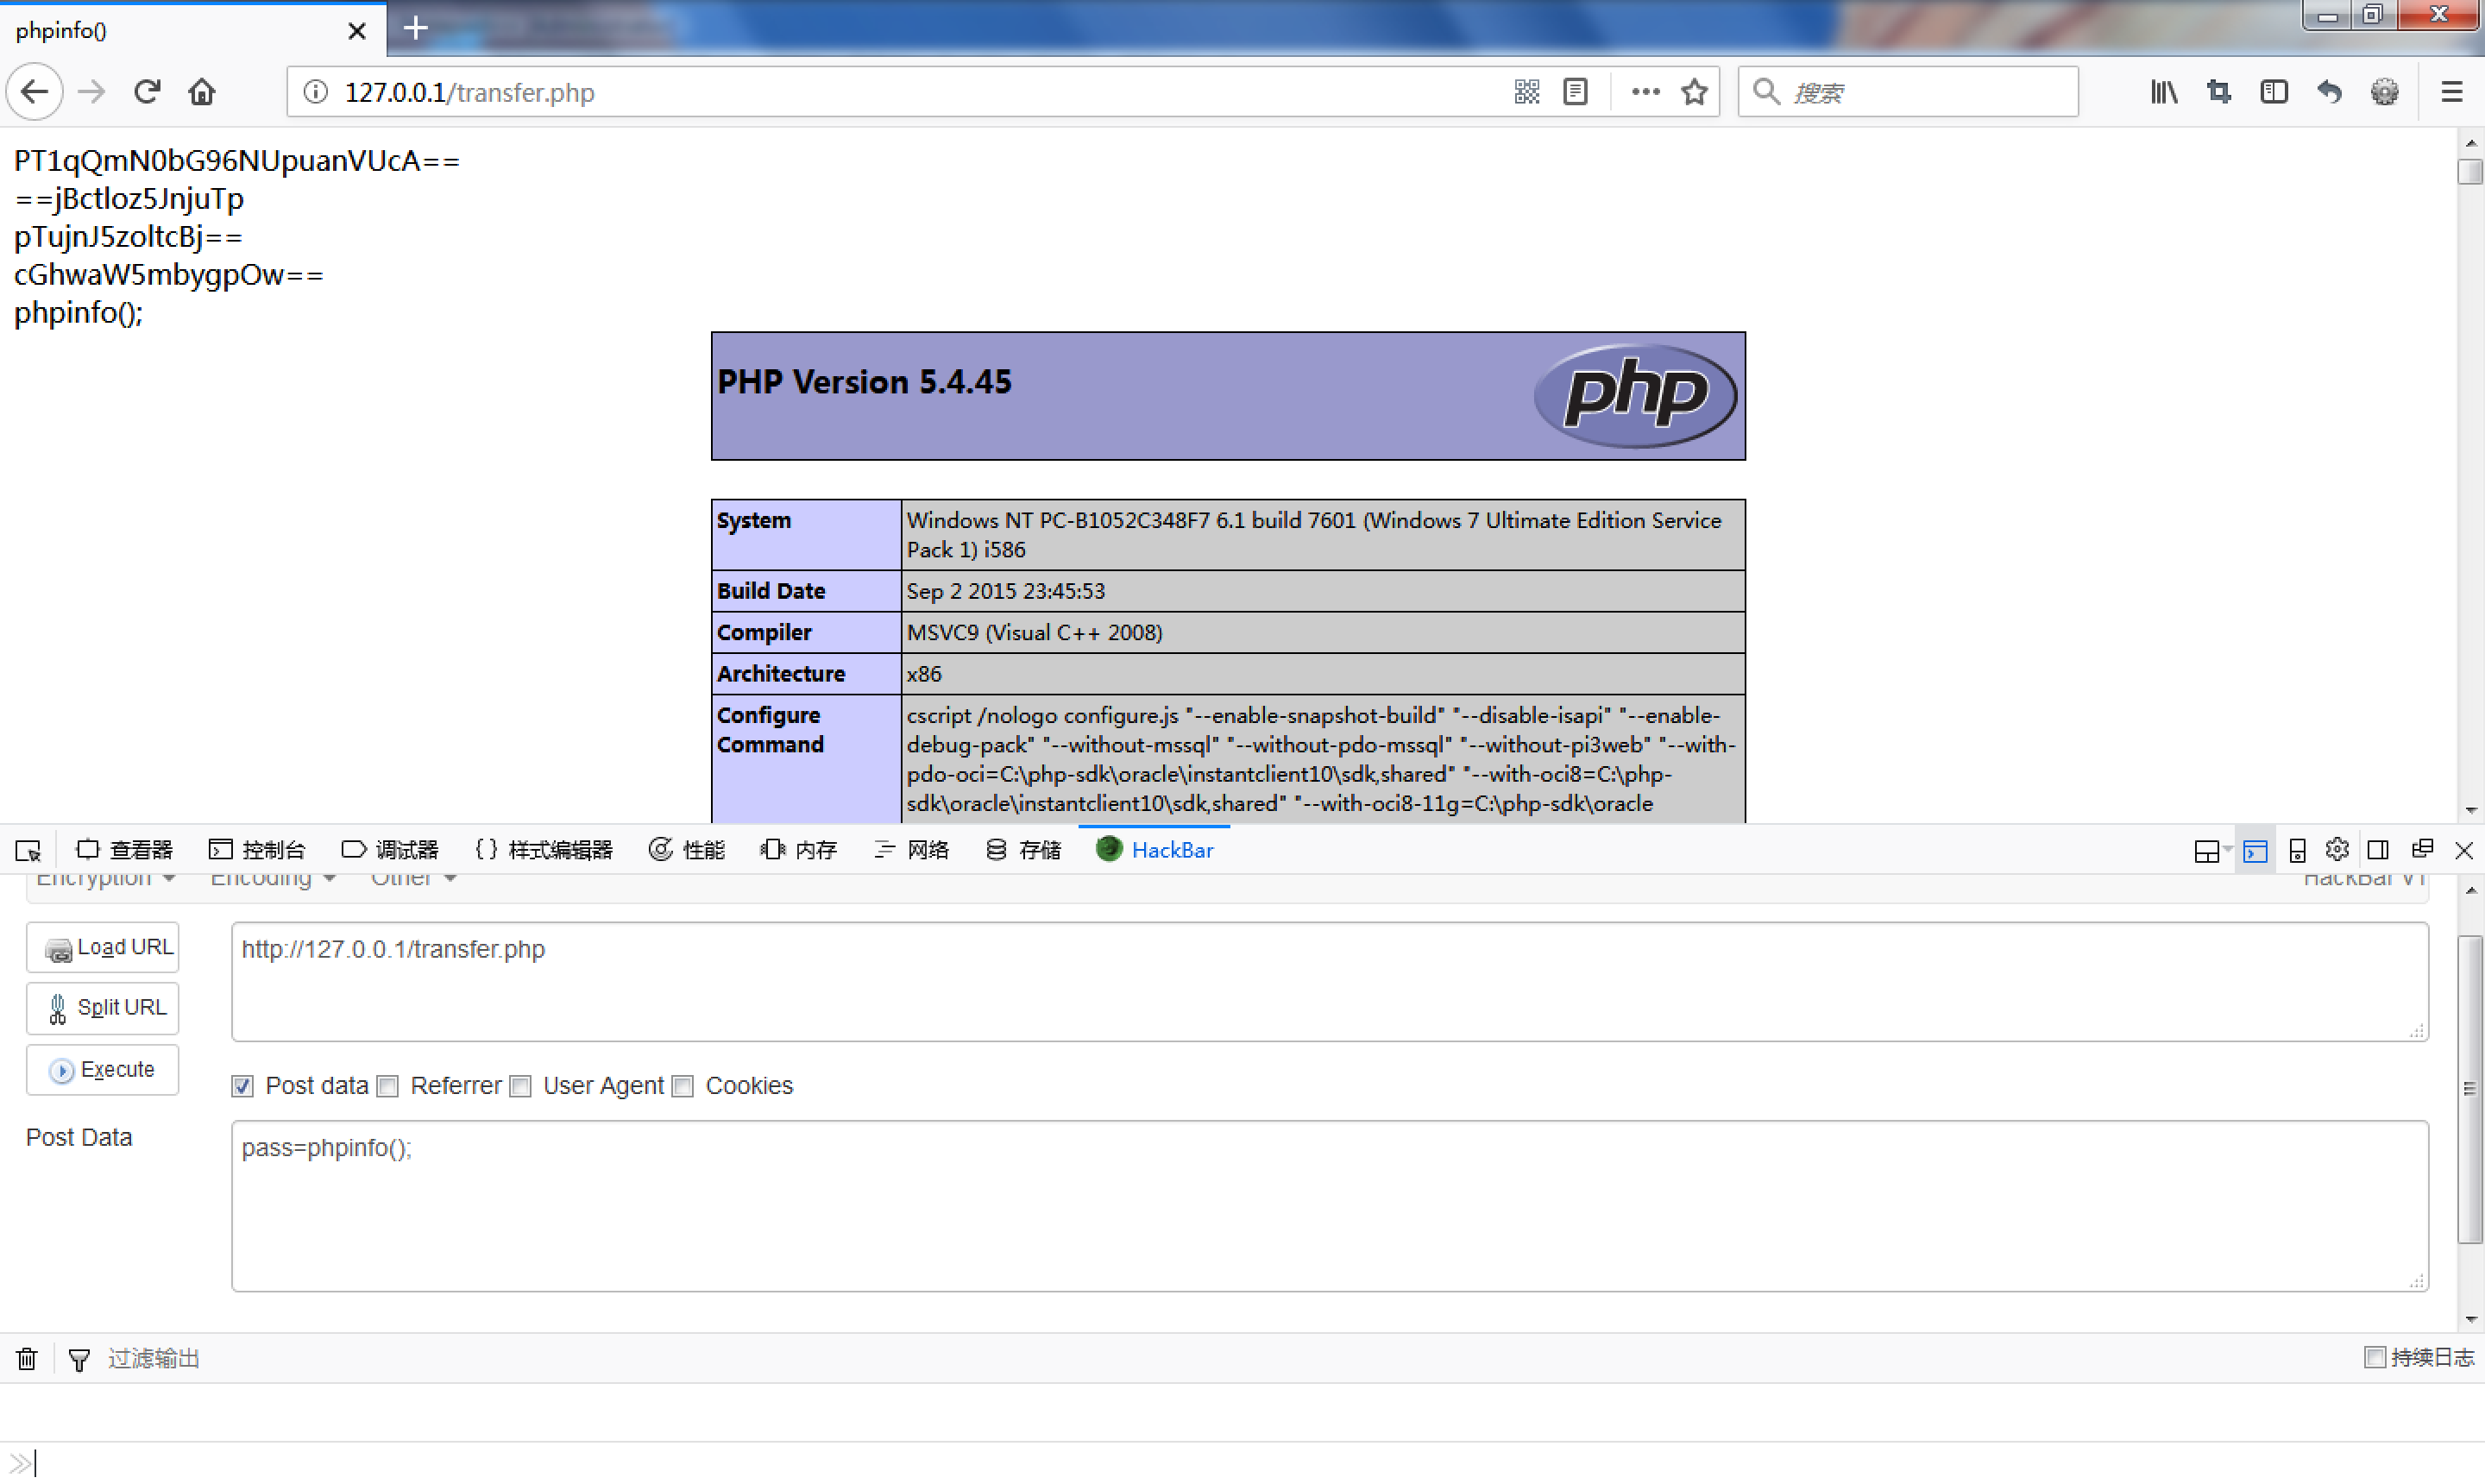 phpinfo()
127.0.0.1/transfer.php
搜索
PT1qQmN0bG96NUpuanVUcA==
==jBctloz5JnjuTp
pTujnJ5zoltcBj==
cGhwaW5mbygpOw==
phpinfo();
PHP Version 5.4.45
php
System
Windows NT PC-B1052C348F7 6.1 build 7601 (Windows 7 Ultimate Edition Service
Pack 1) i586
Build Date
Sep 2 2015 23:45:53
Compiler
MSVC9 (Visual C++ 2008)
Architecture
x86
Configure
Command
cscript /nologo configure.js "--enable-snapshot-build" "--disable-isapi" "--enable-
debug-pack" "--without-mssql" "--without-pdo-mssql" "--without-pi3web" "--with-
pdo-oci=C:\php-sdk\oracle\instantclient10\sdk,shared" "--with-oci8=C:\php-
sdk\oracle\instantclient10\sdk,shared" "--with-oci8-11g=C:\php-sdk\oracle
查看器 控制台 调试器 样式编辑器 性能 内存 网络 存储 HackBar
Encryption Encoding Other HackBar V1
Load URL
http://127.0.0.1/transfer.php
Split URL
Execute
Post data Referrer User Agent Cookies
Post Data
pass=phpinfo();
过滤输出
持续日志